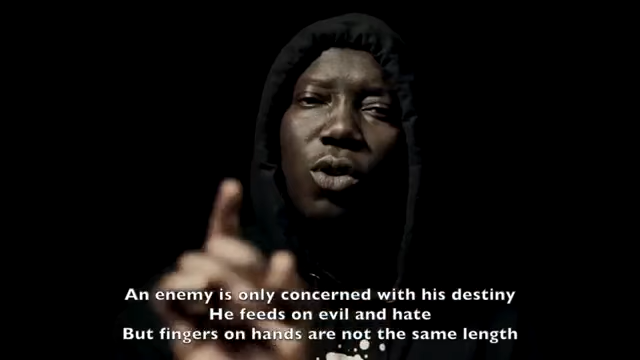 An enemy is only concerned with his destiny
He feeds on evil and hate
But fingers on hands are not the same length